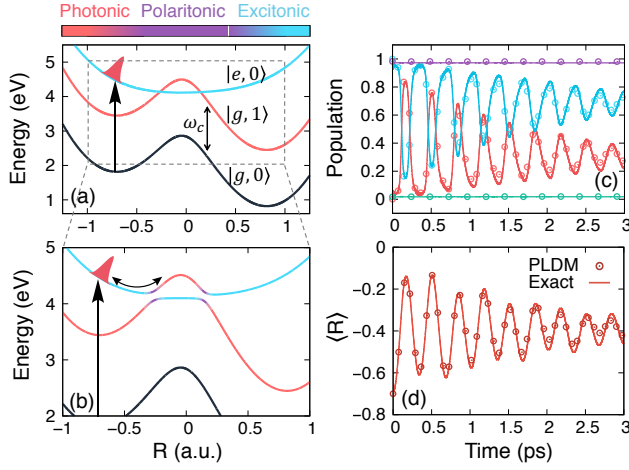 Photonic Polaritonic Excitonic
Energy (eV)
5
4
3
2
1
|e, 0⟩
|g, 1⟩
ω_c
|g, 0⟩
(a)
−1 −0.5 0 0.5 1
Energy (eV)
5
4
3
2
(b)
−1 −0.5 0 0.5 1
R (a.u.)
Population
1
0.8
0.6
0.4
0.2
0
(c)
0 0.5 1 1.5 2 2.5 3
⟨R⟩
0
−0.2
−0.4
−0.6
−0.8
PLDM
Exact
(d)
0 0.5 1 1.5 2 2.5 3
Time (ps)